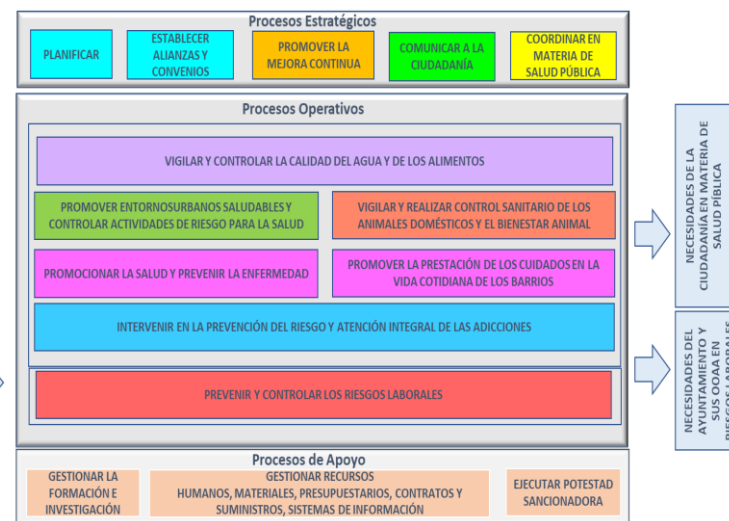 Procesos Estratégicos
PLANIFICAR
ESTABLECER
ALIANZAS Y
CONVENIOS
PROMOVER LA
MEJORA CONTINUA
COMUNICAR A LA
CIUDADANÍA
COORDINAR EN
MATERIA DE
SALUD PÚBLICA
Procesos Operativos
VIGILAR Y CONTROLAR LA CALIDAD DEL AGUA Y DE LOS ALIMENTOS
PROMOVER ENTORNOSURBANOS SALUDABLES Y
CONTROLAR ACTIVIDADES DE RIESGO PARA LA SALUD
VIGILAR Y REALIZAR CONTROL SANITARIO DE LOS
ANIMALES DOMÉSTICOS Y EL BIENESTAR ANIMAL
PROMOCIONAR LA SALUD Y PREVENIR LA ENFERMEDAD
PROMOVER LA PRESTACIÓN DE LOS CUIDADOS EN LA
VIDA COTIDIANA DE LOS BARRIOS
INTERVENIR EN LA PREVENCIÓN DEL RIESGO Y ATENCIÓN INTEGRAL DE LAS ADICCIONES
PREVENIR Y CONTROLAR LOS RIESGOS LABORALES
NECESIDADES DE LA
CIUDADANÍA EN MATERIA DE
SALUD PÍBLICA
NECESIDADES DEL
AYUNTAMIENTO Y
SUS OOAA EN
RIESGOS LABORALES
Procesos de Apoyo
GESTIONAR LA
FORMACIÓN E
INVESTIGACIÓN
GESTIONAR RECURSOS
HUMANOS, MATERIALES, PRESUPUESTARIOS, CONTRATOS Y
SUMINISTROS, SISTEMAS DE INFORMACIÓN
EJECUTAR POTESTAD
SANCIONADORA